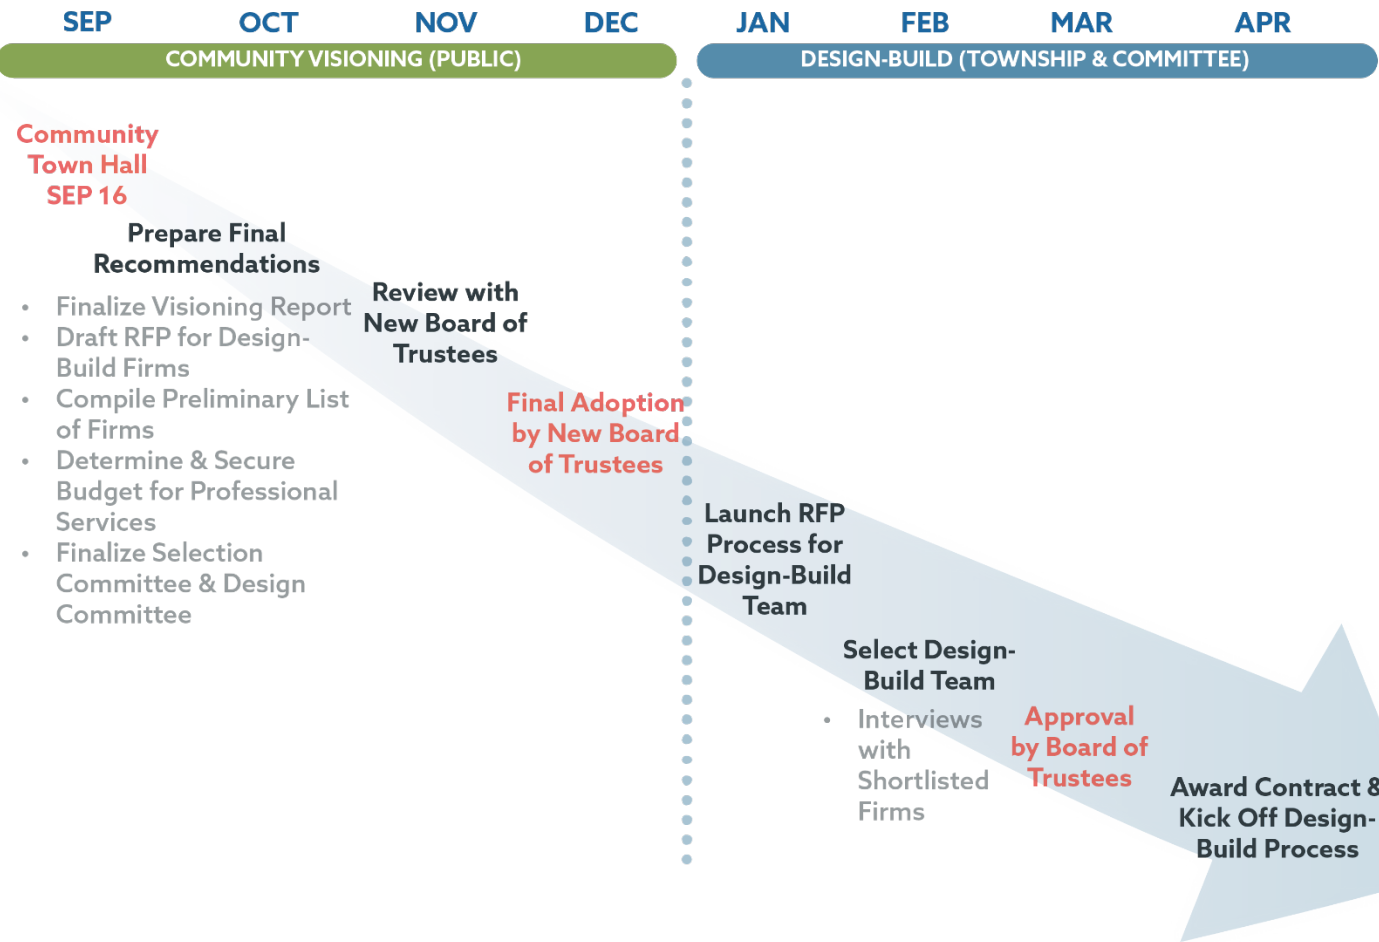 SEP OCT NOV DEC JAN FEB MAR APR
COMMUNITY VISIONING (PUBLIC)
DESIGN-BUILD (TOWNSHIP & COMMITTEE)
Community
Town Hall
SEP 16
Prepare Final
Recommendations
• Finalize Visioning Report
• Draft RFP for Design-
Build Firms
• Compile Preliminary List
of Firms
• Determine & Secure
Budget for Professional
Services
• Finalize Selection
Committee & Design
Committee
Review with
New Board of
Trustees
Final Adoption
by New Board
of Trustees
Launch RFP
Process for
Design-Build
Team
Select Design-
Build Team
• Interviews
with
Shortlisted
Firms
Approval
by Board of
Trustees
Award Contract &
Kick Off Design-
Build Process